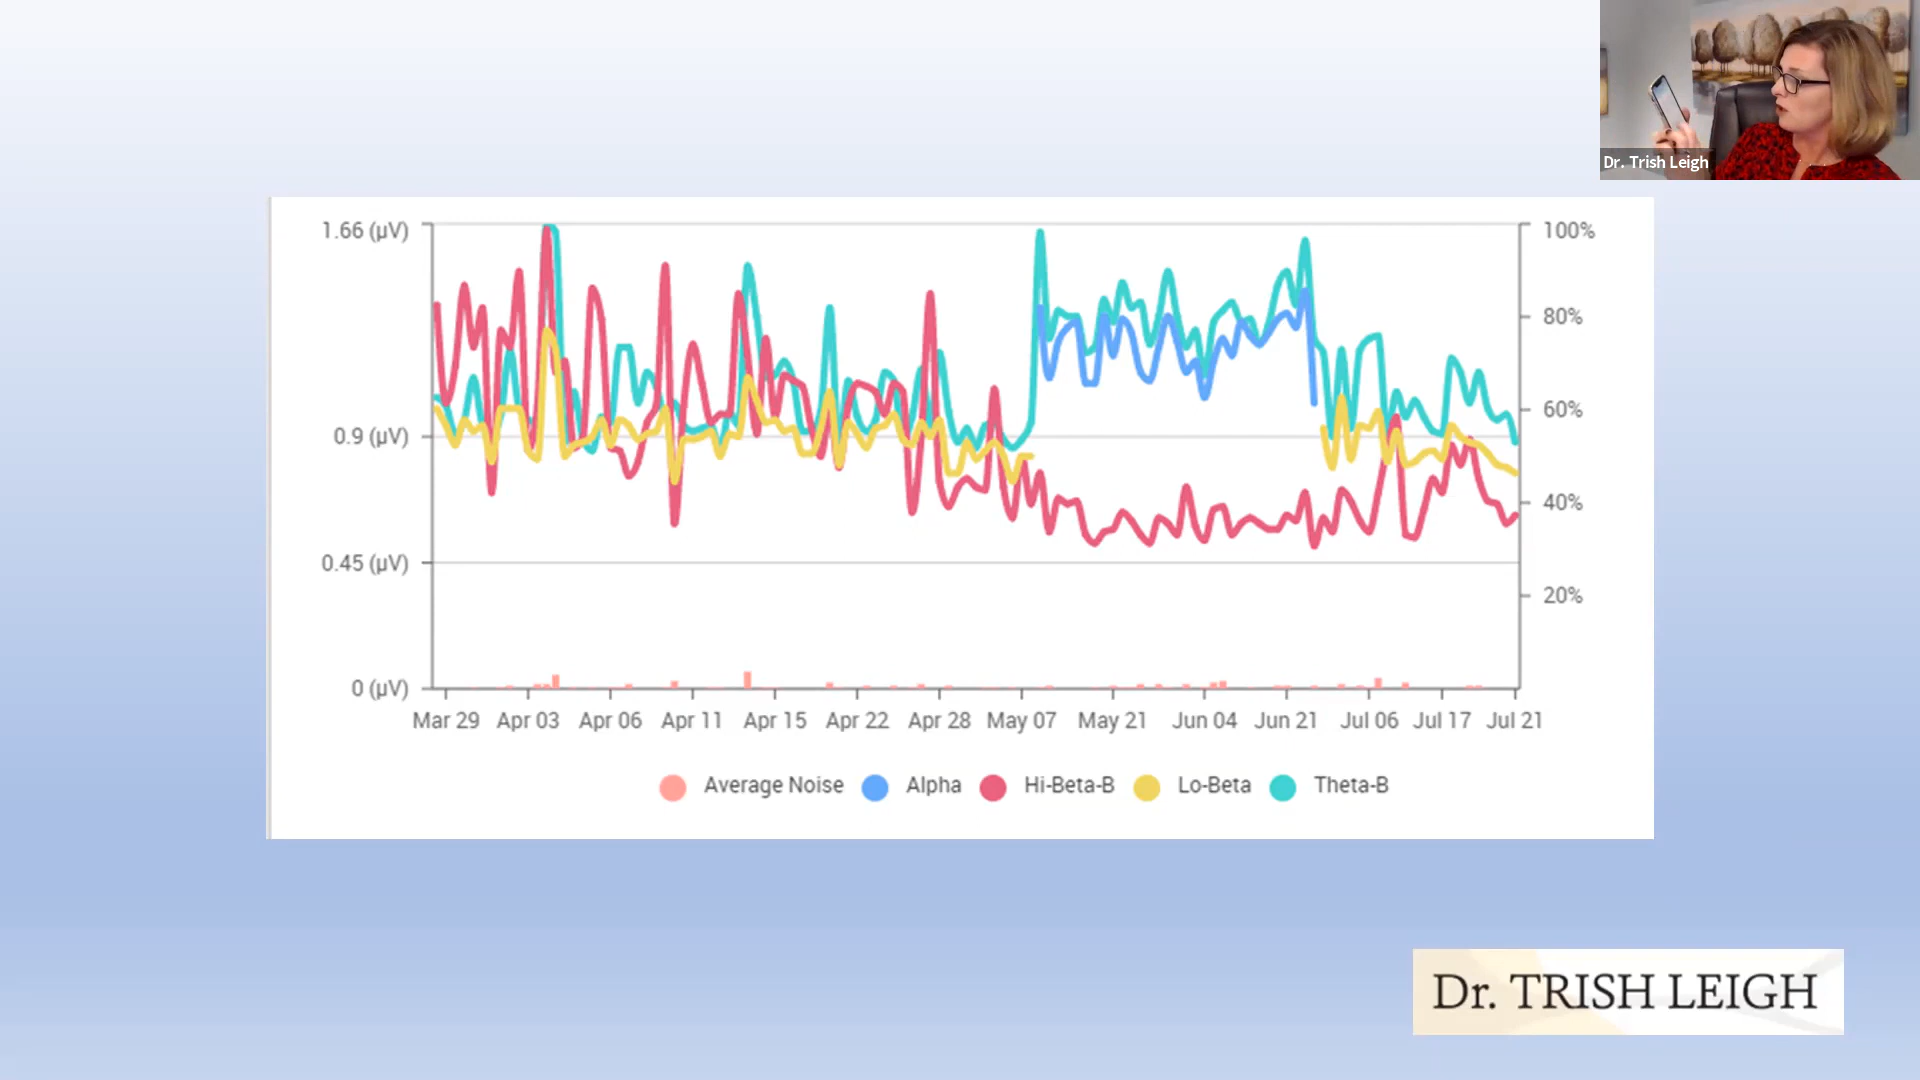 Dr. Trish Leigh
1.66 (µV)
100%
80%
60%
0.9 (µV)
40%
0.45 (µV)
20%
0 (µV)
Mar 29 Apr 03 Apr 06 Apr 11 Apr 15 Apr 22 Apr 28 May 07 May 21 Jun 04 Jun 21 Jul 06 Jul 17 Jul 21
Average Noise Alpha Hi-Beta-B Lo-Beta Theta-B
Dr. TRISH LEIGH